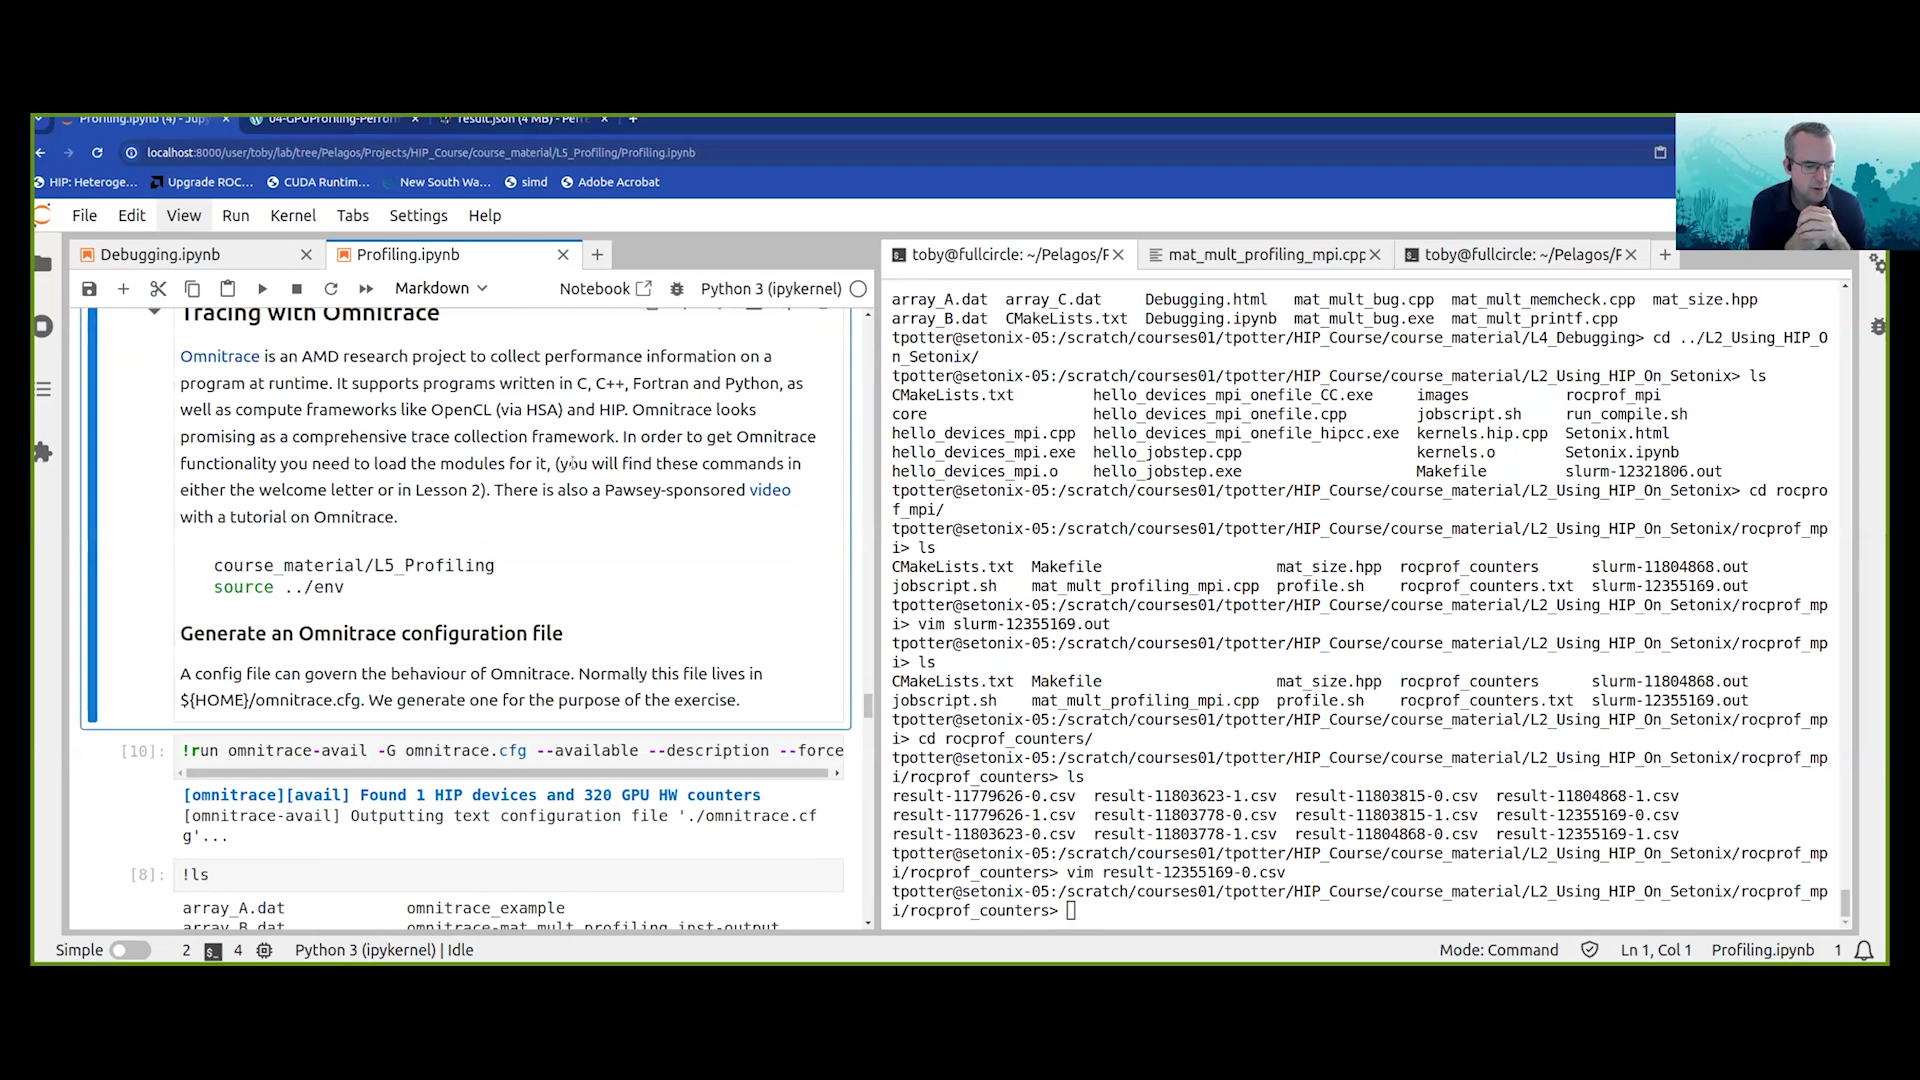 Profiling.ipynb (4) - Jupy
04-GPUProfiling-Perform
result.json (4 MB) - Perfe
localhost:8000/user/toby/lab/tree/Pelagos/Projects/HIP_Course/course_material/L5_Profiling/Profiling.ipynb
HIP: Heteroge...
Upgrade ROC...
CUDA Runtim...
New South Wa...
simd
Adobe Acrobat
File Edit View Run Kernel Tabs Settings Help
Debugging.ipynb
Profiling.ipynb
Markdown
Notebook
Python 3 (ipykernel)
Tracing with Omnitrace
Omnitrace is an AMD research project to collect performance information on a
program at runtime. It supports programs written in C, C++, Fortran and Python, as
well as compute frameworks like OpenCL (via HSA) and HIP. Omnitrace looks
promising as a comprehensive trace collection framework. In order to get Omnitrace
functionality you need to load the modules for it, (you will find these commands in
either the welcome letter or in Lesson 2). There is also a Pawsey-sponsored video
with a tutorial on Omnitrace.
course_material/L5_Profiling
source ../env
Generate an Omnitrace configuration file
A config file can govern the behaviour of Omnitrace. Normally this file lives in
${HOME}/omnitrace.cfg. We generate one for the purpose of the exercise.
[10]: !run omnitrace-avail -G omnitrace.cfg --available --description --force
[omnitrace][avail] Found 1 HIP devices and 320 GPU HW counters
[omnitrace-avail] Outputting text configuration file './omnitrace.cf
g'...
[8]: !ls
array_A.dat omnitrace_example
array_B.dat omnitrace-mat_mult_profiling_inst-output
toby@fullcircle: ~/Pelagos/F
mat_mult_profiling_mpi.cpp
toby@fullcircle: ~/Pelagos/F
array_A.dat array_C.dat Debugging.html mat_mult_bug.cpp mat_mult_memcheck.cpp mat_size.hpp
array_B.dat CMakeLists.txt Debugging.ipynb mat_mult_bug.exe mat_mult_printf.cpp
tpotter@setonix-05:/scratch/courses01/tpotter/HIP_Course/course_material/L4_Debugging> cd ../L2_Using_HIP_O
n_Setonix/
tpotter@setonix-05:/scratch/courses01/tpotter/HIP_Course/course_material/L2_Using_HIP_On_Setonix> ls
CMakeLists.txt hello_devices_mpi_onefile_CC.exe images rocprof_mpi
core hello_devices_mpi_onefile.cpp jobscript.sh run_compile.sh
hello_devices_mpi.cpp hello_devices_mpi_onefile_hipcc.exe kernels.hip.cpp Setonix.html
hello_devices_mpi.exe hello_jobstep.cpp kernels.o Setonix.ipynb
hello_devices_mpi.o hello_jobstep.exe Makefile slurm-12321806.out
tpotter@setonix-05:/scratch/courses01/tpotter/HIP_Course/course_material/L2_Using_HIP_On_Setonix> cd rocpro
f_mpi/
tpotter@setonix-05:/scratch/courses01/tpotter/HIP_Course/course_material/L2_Using_HIP_On_Setonix/rocprof_mp
i> ls
CMakeLists.txt Makefile mat_size.hpp rocprof_counters slurm-11804868.out
jobscript.sh mat_mult_profiling_mpi.cpp profile.sh rocprof_counters.txt slurm-12355169.out
tpotter@setonix-05:/scratch/courses01/tpotter/HIP_Course/course_material/L2_Using_HIP_On_Setonix/rocprof_mp
i> vim slurm-12355169.out
tpotter@setonix-05:/scratch/courses01/tpotter/HIP_Course/course_material/L2_Using_HIP_On_Setonix/rocprof_mp
i> ls
CMakeLists.txt Makefile mat_size.hpp rocprof_counters slurm-11804868.out
jobscript.sh mat_mult_profiling_mpi.cpp profile.sh rocprof_counters.txt slurm-12355169.out
tpotter@setonix-05:/scratch/courses01/tpotter/HIP_Course/course_material/L2_Using_HIP_On_Setonix/rocprof_mp
i> cd rocprof_counters/
tpotter@setonix-05:/scratch/courses01/tpotter/HIP_Course/course_material/L2_Using_HIP_On_Setonix/rocprof_mp
i/rocprof_counters> ls
result-11779626-0.csv result-11803623-1.csv result-11803815-0.csv result-11804868-1.csv
result-11779626-1.csv result-11803778-0.csv result-11803815-1.csv result-12355169-0.csv
result-11803623-0.csv result-11803778-1.csv result-11804868-0.csv result-12355169-1.csv
tpotter@setonix-05:/scratch/courses01/tpotter/HIP_Course/course_material/L2_Using_HIP_On_Setonix/rocprof_mp
i/rocprof_counters> vim result-12355169-0.csv
tpotter@setonix-05:/scratch/courses01/tpotter/HIP_Course/course_material/L2_Using_HIP_On_Setonix/rocprof_mp
i/rocprof_counters>
Simple 2 4 Python 3 (ipykernel) | Idle
Mode: Command Ln 1, Col 1 Profiling.ipynb 1